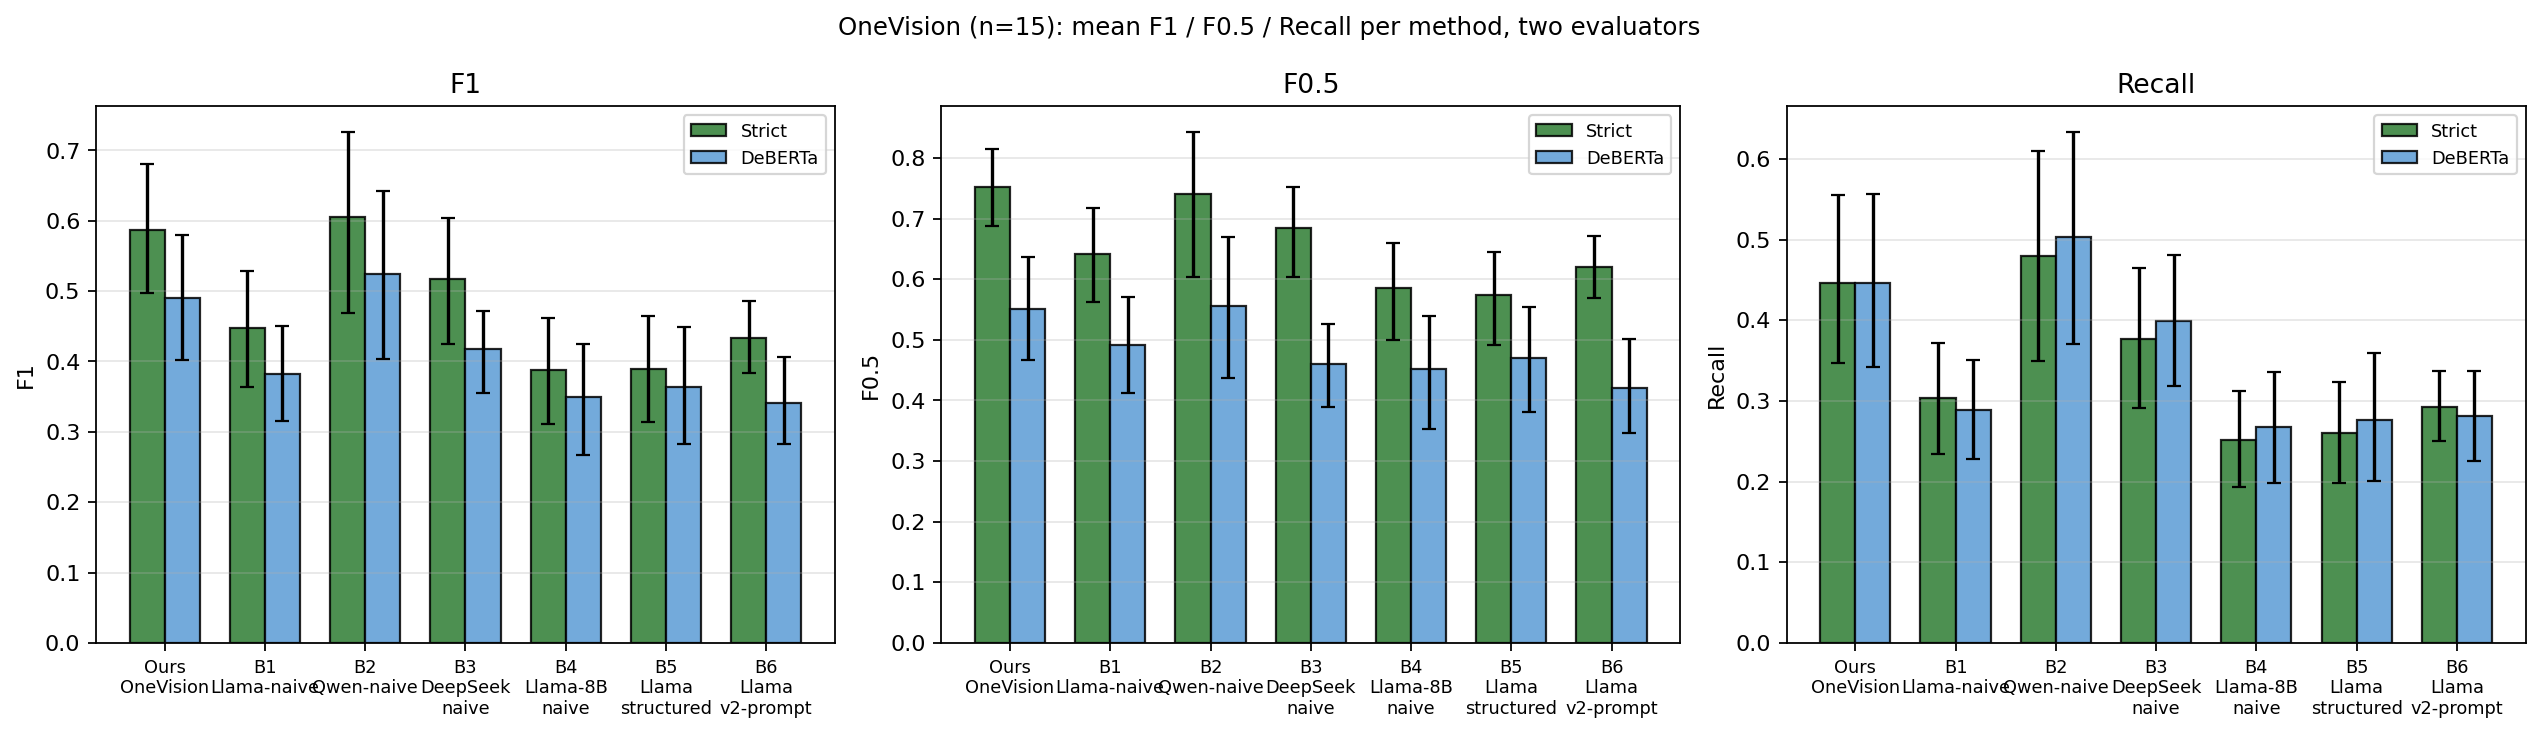 OneVision (n=15): mean F1 / F0.5 / Recall per method, two evaluators
F1
Strict
DeBERTa
F1
0.7
0.6
0.5
0.4
0.3
0.2
0.1
0.0
Ours
OneVision
B1
Llama-naive
B2
Qwen-naive
B3
DeepSeek
naive
B4
Llama-8B
naive
B5
Llama
structured
B6
Llama
v2-prompt
F0.5
Strict
DeBERTa
F0.5
0.8
0.7
0.6
0.5
0.4
0.3
0.2
0.1
0.0
Ours
OneVision
B1
Llama-naive
B2
Qwen-naive
B3
DeepSeek
naive
B4
Llama-8B
naive
B5
Llama
structured
B6
Llama
v2-prompt
Recall
Strict
DeBERTa
Recall
0.6
0.5
0.4
0.3
0.2
0.1
0.0
Ours
OneVision
B1
Llama-naive
B2
Qwen-naive
B3
DeepSeek
naive
B4
Llama-8B
naive
B5
Llama
structured
B6
Llama
v2-prompt